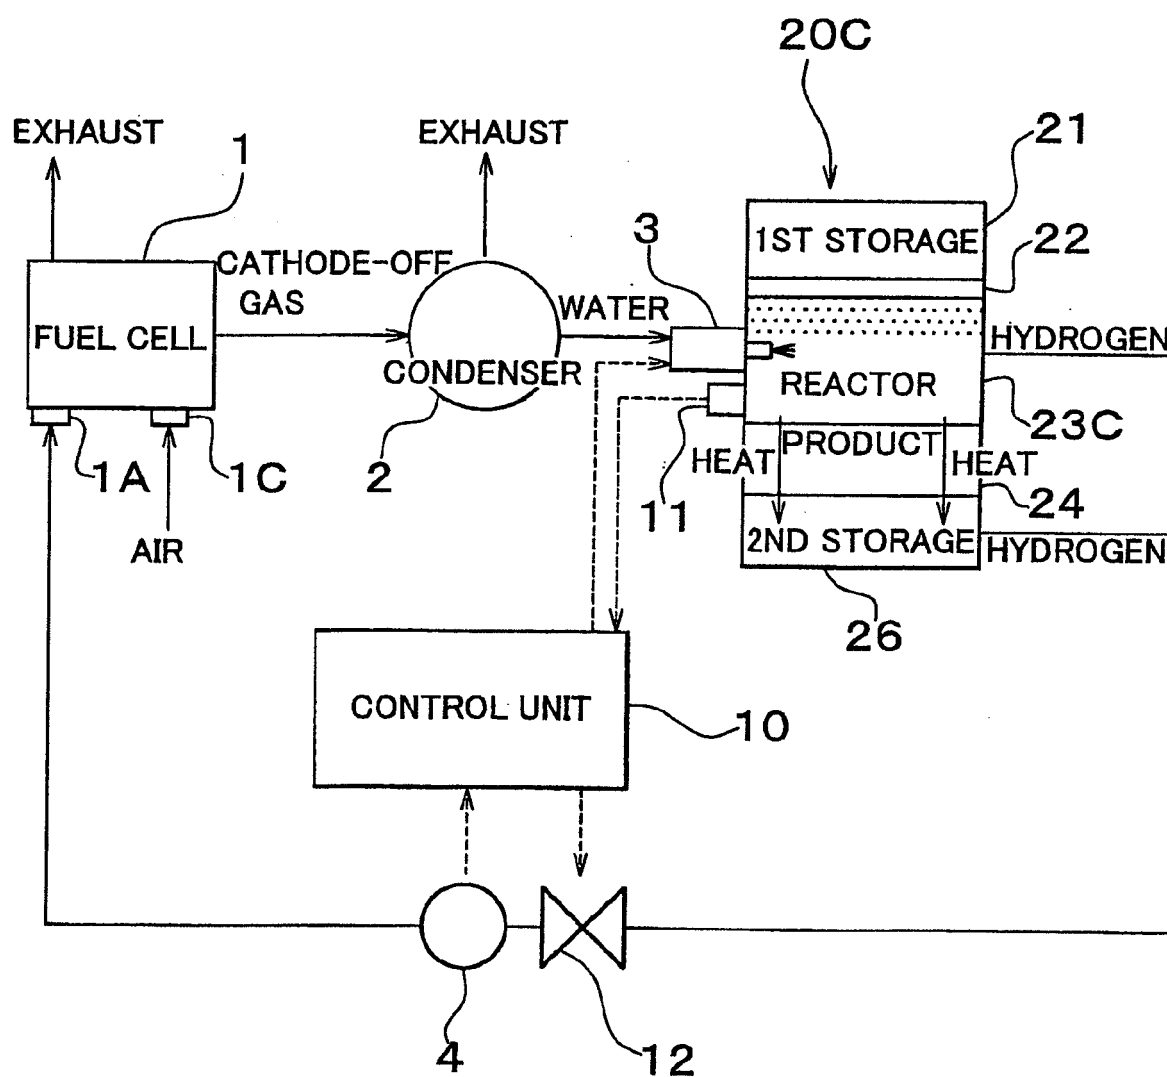 20C
EXHAUST
EXHAUST
1
21
3
1ST STORAGE
22
CATHODE-OFF
GAS
WATER
FUEL CELL
HYDROGEN
CONDENSER
REACTOR
23C
PRODUCT
1A
1C
2
11
HEAT
HEAT
24
AIR
2ND STORAGE
HYDROGEN
26
CONTROL UNIT
10
4
12